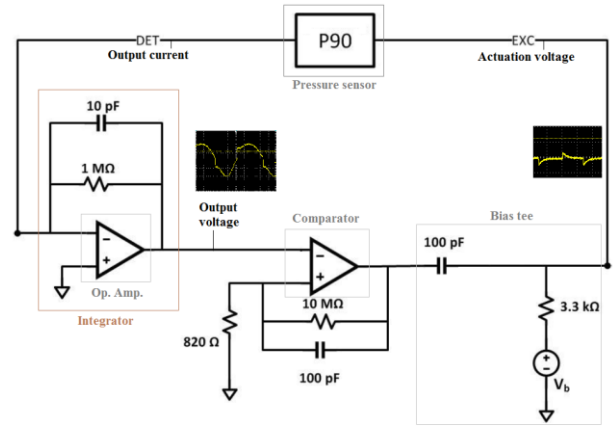 DET
P90
EXC
Output current
Actuation voltage
Pressure sensor
10 pF
1 MΩ
Output
voltage
Comparator
Bias tee
100 pF
−
+
Op. Amp.
Integrator
−
+
10 MΩ
820 Ω
100 pF
3.3 kΩ
+
−
Vb